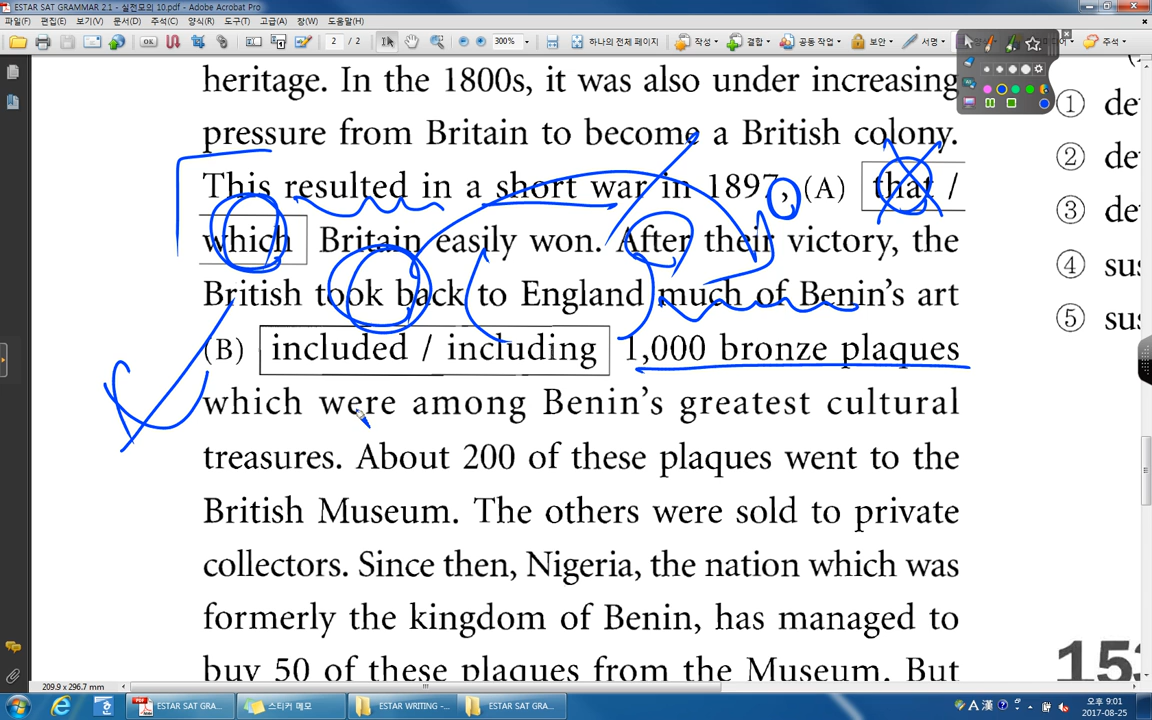 ESTAR SAT GRAMMAR 2.1 - 실전모의 10.pdf - Adobe Acrobat Pro
파일(F) 편집(E) 보기(V) 문서(D) 주석(C) 양식(R) 도구(T) 고급(A) 창(W) 도움말(H)
2 / 2 300% 하나의 전체 페이지 작성 결합 공동 작업 보안 서명 주석
heritage. In the 1800s, it was also under increasing
pressure from Britain to become a British colony.
This resulted in a short war in 1897, (A) that /
which Britain easily won. After their victory, the
British took back to England much of Benin's art
(B) included / including 1,000 bronze plaques
which were among Benin's greatest cultural
treasures. About 200 of these plaques went to the
British Museum. The others were sold to private
collectors. Since then, Nigeria, the nation which was
formerly the kingdom of Benin, has managed to
buy 50 of these plaques from the Museum. But
① de
② de
③ de
④ sus
⑤ sus
153
209.9 x 296.7 mm
ESTAR SAT GRA... 스티커 메모 ESTAR WRITING -... ESTAR SAT GRA...
A 漢
오후 9:01
2017-08-25